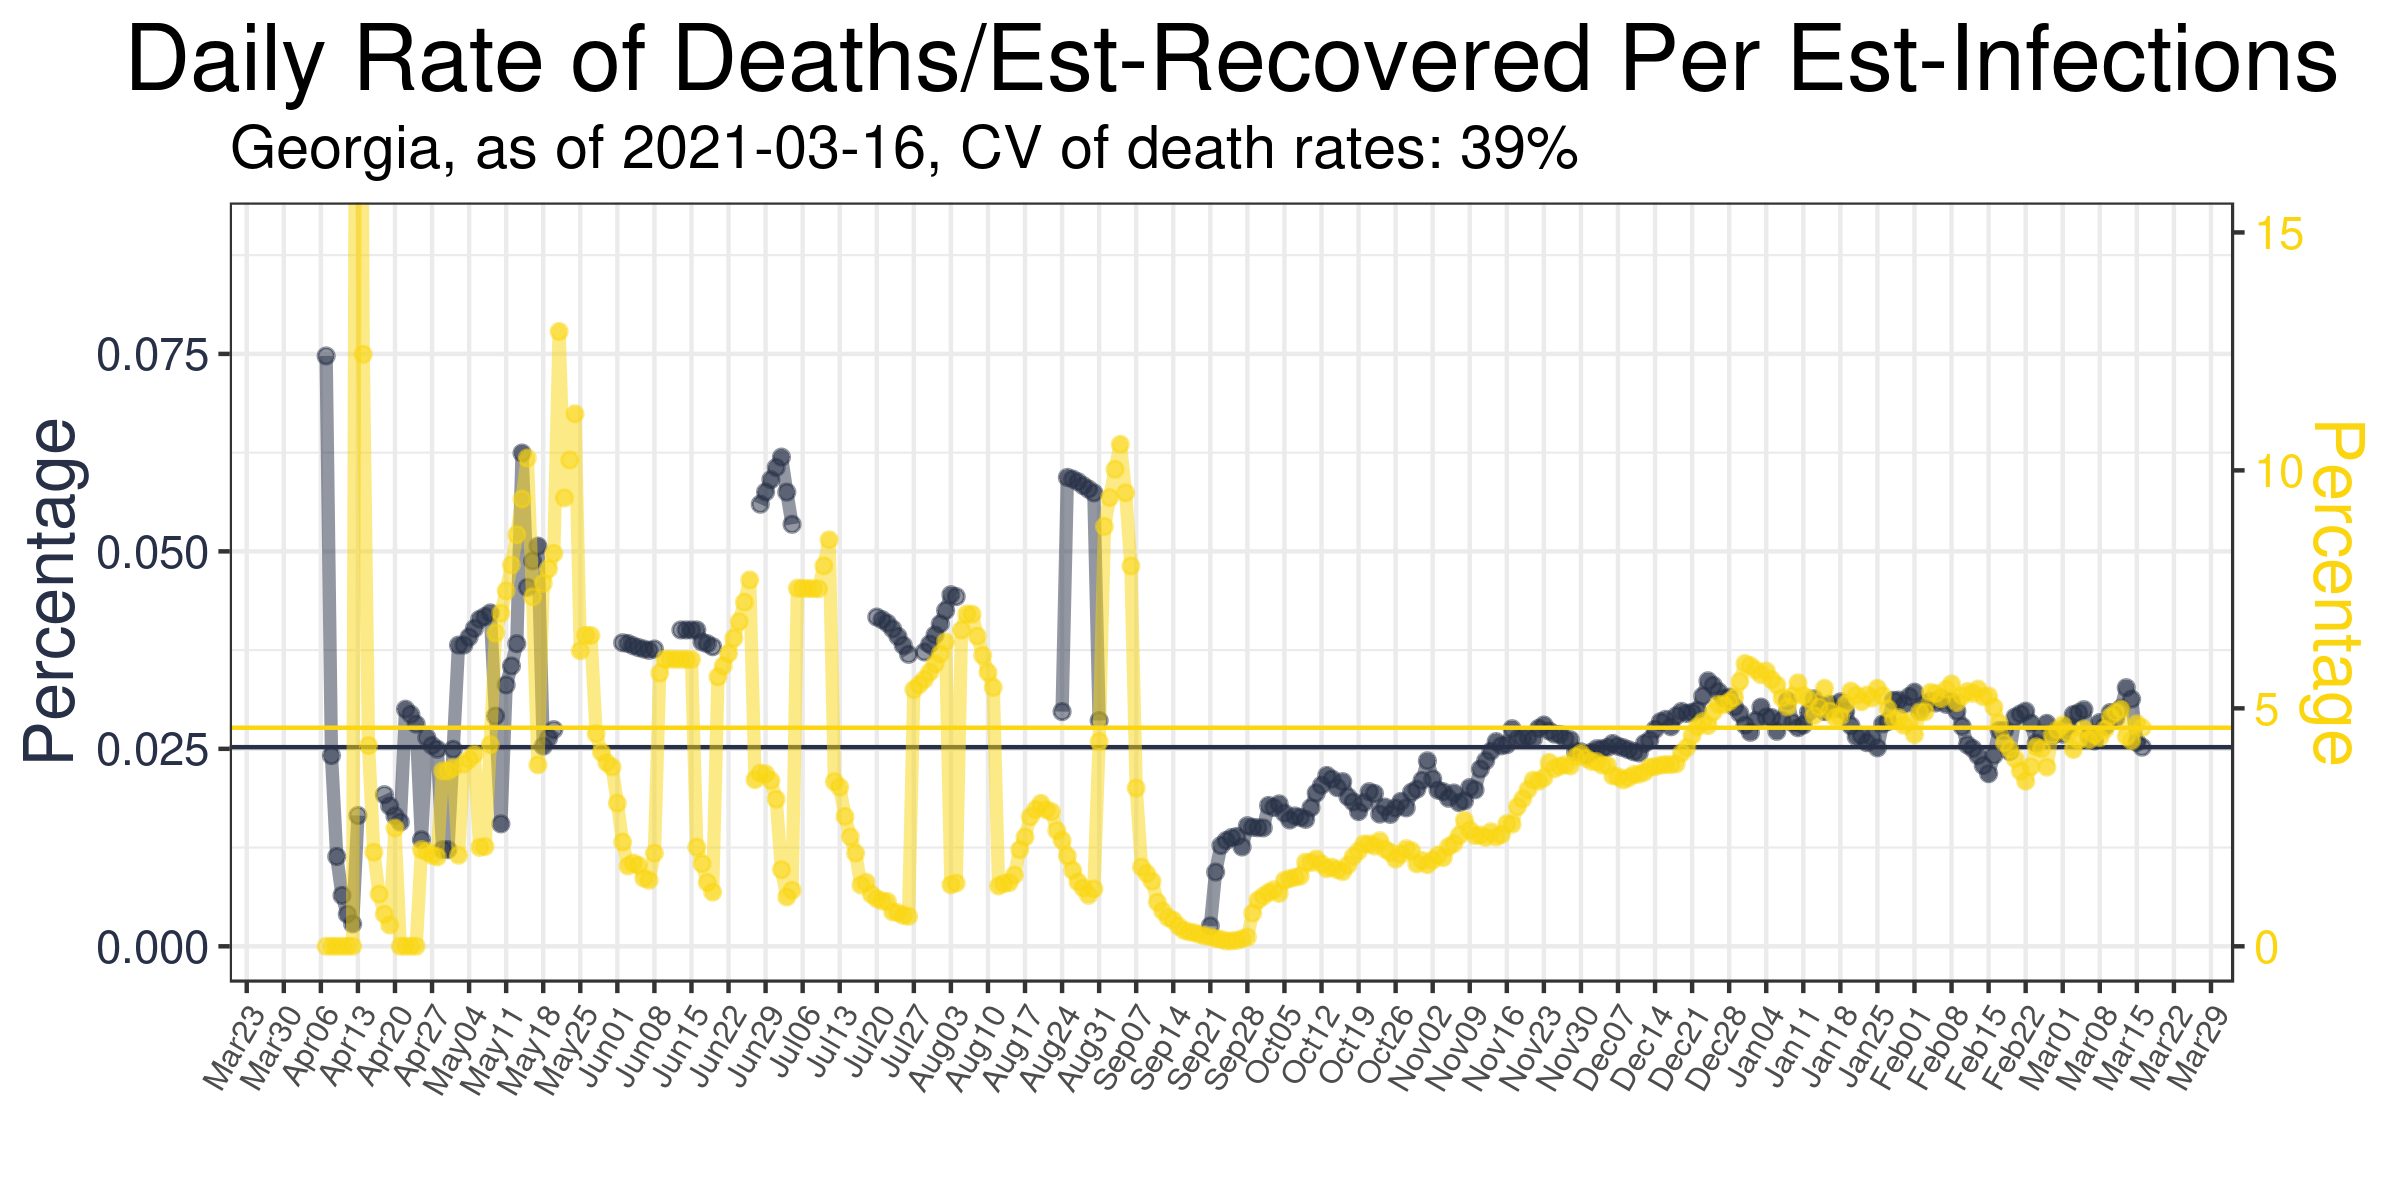 Daily Rate of Deaths/Est-Recovered Per Est-Infections
Georgia, as of 2021-03-16, CV of death rates: 39%
Percentage
0.075
0.050
0.025
0.000
15
10
5
0
Percentage
Mar23
Mar30
Apr06
Apr13
Apr20
Apr27
May04
May11
May18
May25
Jun01
Jun08
Jun15
Jun22
Jun29
Jul06
Jul13
Jul20
Jul27
Aug03
Aug10
Aug17
Aug24
Aug31
Sep07
Sep14
Sep21
Sep28
Oct05
Oct12
Oct19
Oct26
Nov02
Nov09
Nov16
Nov23
Nov30
Dec07
Dec14
Dec21
Dec28
Jan04
Jan11
Jan18
Jan25
Feb01
Feb08
Feb15
Feb22
Mar01
Mar08
Mar15
Mar22
Mar29